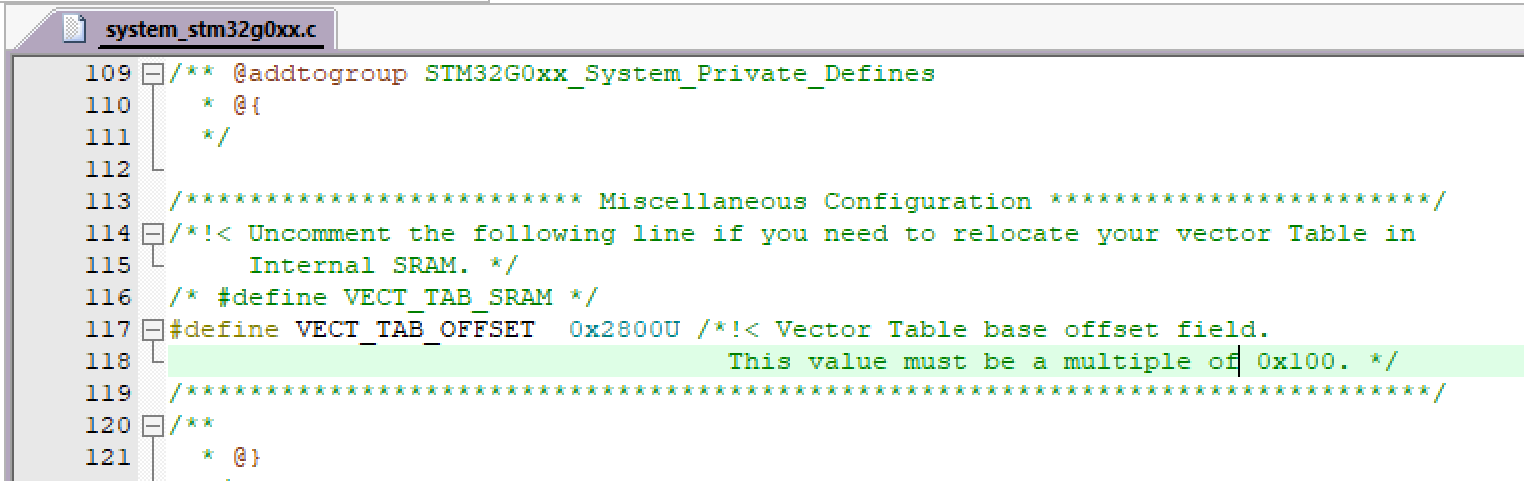 system_stm32g0xx.c
109 /** @addtogroup STM32G0xx_System_Private_Defines
110   * @{
111   */
112
113 /************************* Miscellaneous Configuration ************************/
114 /*!< Uncomment the following line if you need to relocate your vector Table in
115      Internal SRAM. */
116 /* #define VECT_TAB_SRAM */
117 #define VECT_TAB_OFFSET  0x2800U /*!< Vector Table base offset field.
118                                    This value must be a multiple of 0x100. */
119 /******************************************************************************/
120 /**
121   * @}